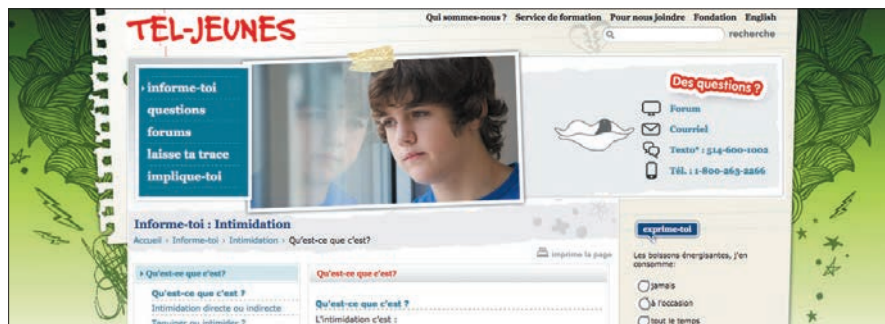 TEL-JEUNES
Qui sommes-nous ? Service de formation Pour nous joindre Fondation English
recherche
informe-toi
questions
forums
laisse ta trace
implique-toi
Des questions ?
Forum
Courriel
Texto* : 514-600-1002
Tél. : 1-800-263-2266
Informe-toi : Intimidation
Accueil › Informe-toi › Intimidation › Qu'est-ce que c'est?
imprime la page
Qu'est-ce que c'est?
Qu'est-ce que c'est ?
Intimidation directe ou indirecte
Taquiner ou intimider ?
Qu'est-ce que c'est?
Qu'est-ce que c'est ?
L'intimidation c'est :
exprime-toi
Les boissons énergisantes, j'en
consomme:
jamais
à l'occasion
tout le temps